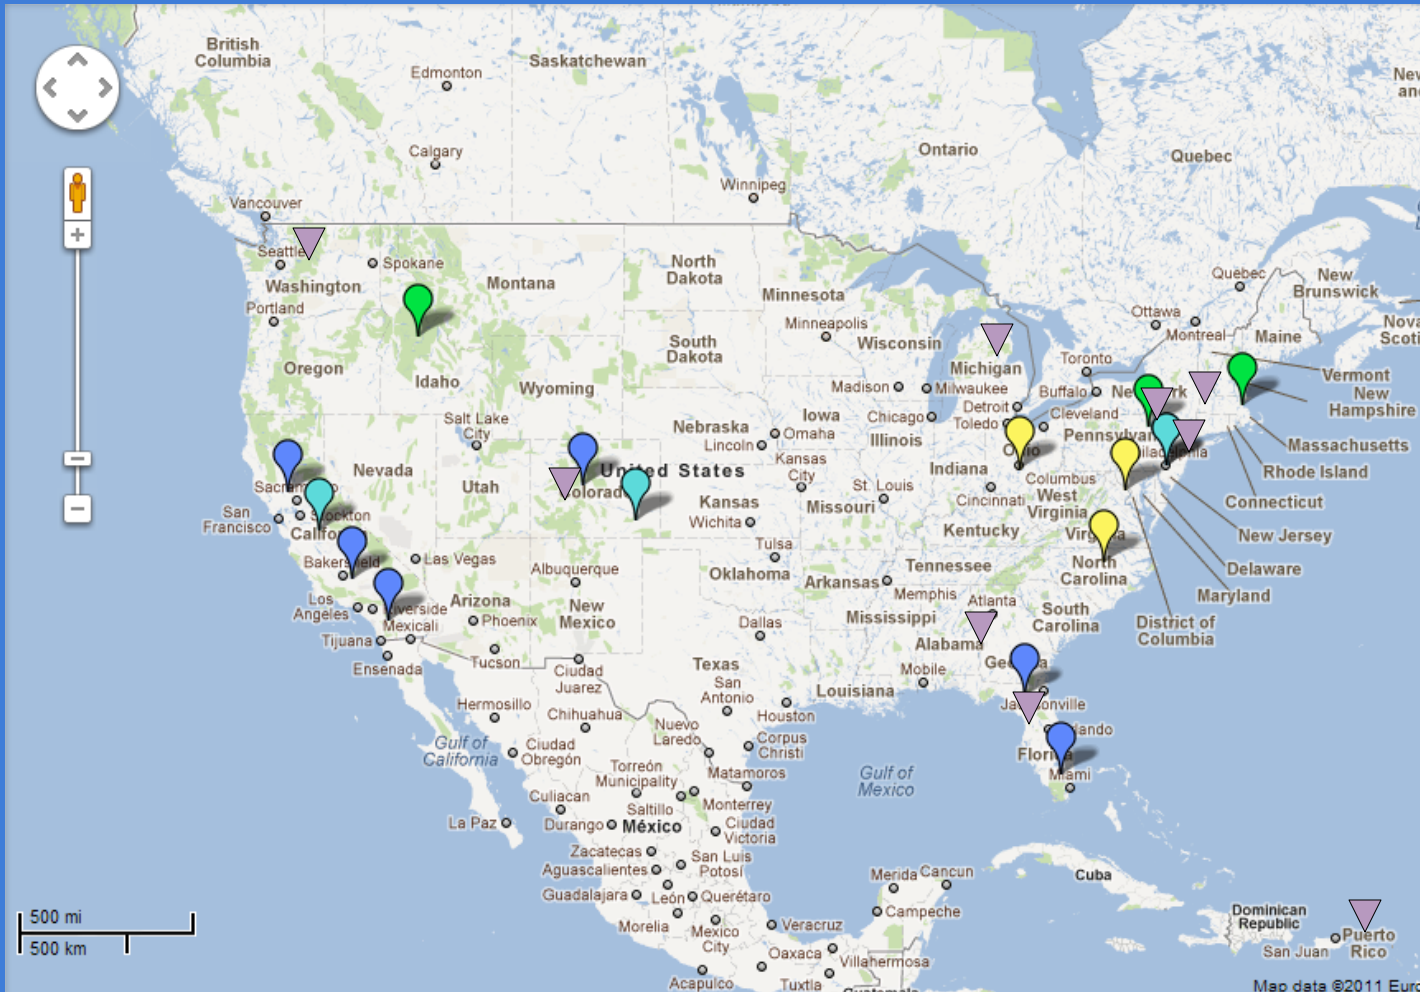 British
Columbia
Edmonton
Saskatchewan
Calgary
Ontario
Quebec
Winnipeg
Vancouver
Seattle
Spokane
Washington
Montana
North
Dakota
Minnesota
Quebec
New
Brunswick
Portland
Minneapolis
Ottawa
Montreal
Maine
Oregon
Idaho
Wyoming
South
Dakota
Wisconsin
Michigan
Toronto
Vermont
New
Hampshire
Madison
Milwaukee
Buffalo
Detroit
Toledo
Cleveland
Chicago
Salt Lake
City
Nebraska
Iowa
Omaha
Lincoln
Illinois
Massachusetts
Rhode Island
Connecticut
New Jersey
Delaware
Maryland
District of
Columbia
Nevada
Utah
United States
Kansas
City
Indiana
Columbus
Kansas
St. Louis
Missouri
Cincinnati
West
Virginia
San
Francisco
Stockton
Wichita
Kentucky
Las Vegas
Albuquerque
Tulsa
Oklahoma
Arkansas
Tennessee
Memphis
North
Carolina
Los
Angeles
Arizona
Phoenix
New
Mexico
Mississippi
Atlanta
South
Carolina
Mexicali
Tijuana
Ensenada
Tucson
Ciudad
Juarez
Dallas
Texas
Alabama
Mobile
Louisiana
San
Antonio
Houston
Hermosillo
Chihuahua
Nuevo
Laredo
Corpus
Christi
Gulf of
California
Ciudad
Obregón
Torreón
Municipality
Matamoros
Gulf of
Mexico
Miami
Culiacan
Saltillo
Monterrey
La Paz
Durango
México
Ciudad
Victoria
Zacatecas
Aguascalientes
San Luis
Potosí
Guadalajara
León
Querétaro
Morelia
Mexico
City
Veracruz
Merida
Cancun
Campeche
Cuba
Oaxaca
Villahermosa
Acapulco
Tuxtla
Dominican
Republic
San Juan
Puerto
Rico
500 mi
500 km
Map data ©2011 Euro